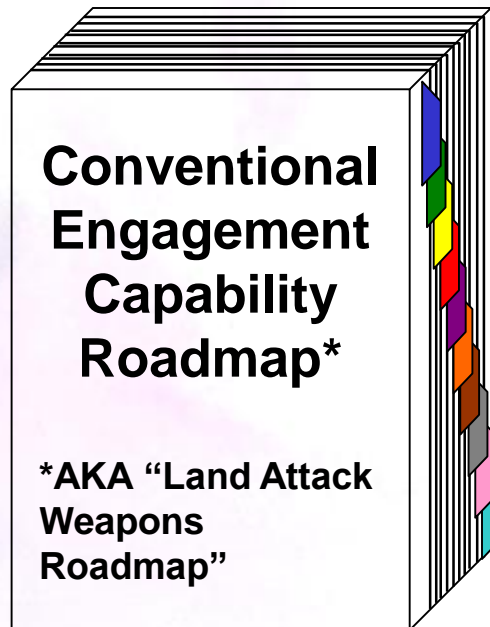 Conventional
Engagement
Capability
Roadmap*
*AKA “Land Attack
Weapons
Roadmap”